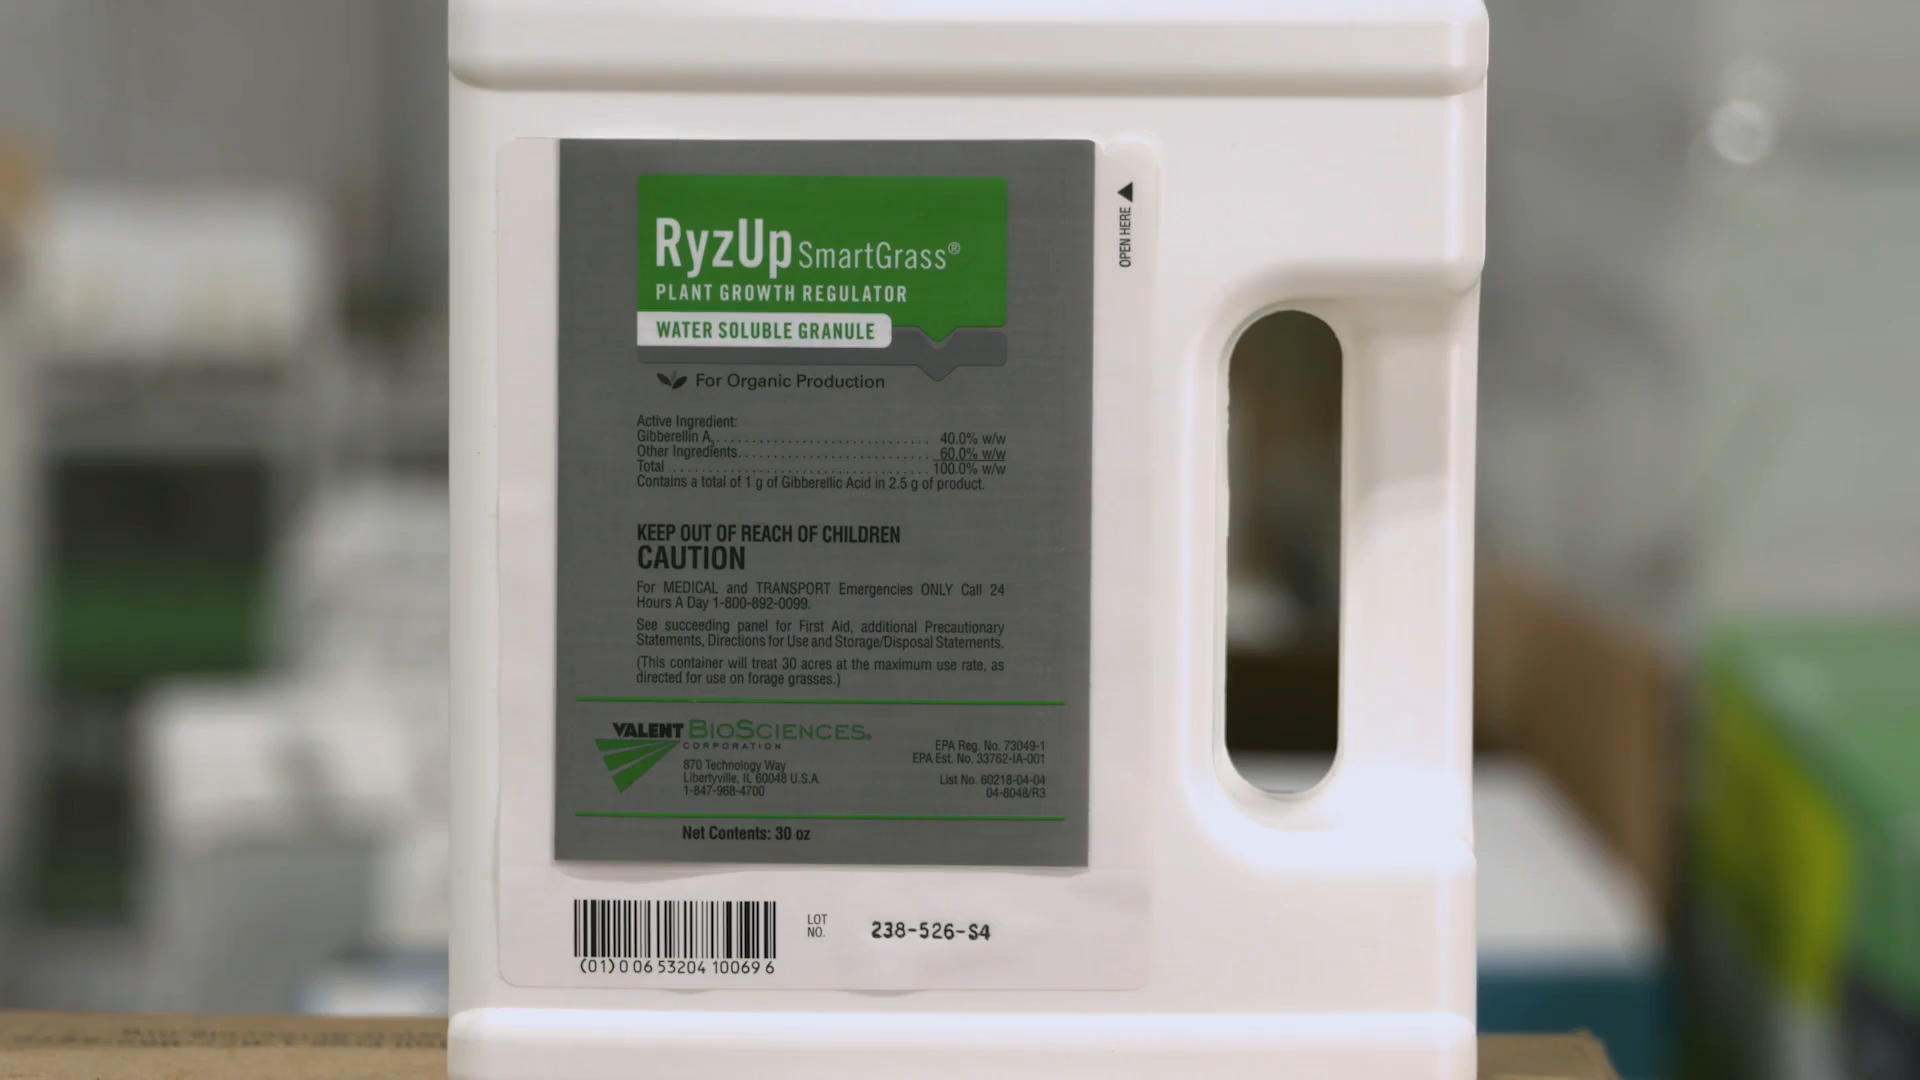 RyzUp SmartGrass®
PLANT GROWTH REGULATOR
WATER SOLUBLE GRANULE
For Organic Production
OPEN HERE
Active Ingredient:
Gibberellin A3 . . . . . . . . . . . . . . . . . . . . . . . . . . . . 40.0% w/w
Other Ingredients. . . . . . . . . . . . . . . . . . . . . . . . . 60.0% w/w
Total . . . . . . . . . . . . . . . . . . . . . . . . . . . . . . . . . . 100.0% w/w
Contains a total of 1 g of Gibberellic Acid in 2.5 g of product.
KEEP OUT OF REACH OF CHILDREN
CAUTION
For MEDICAL and TRANSPORT Emergencies ONLY Call 24
Hours A Day 1-800-892-0099.
See succeeding panel for First Aid, additional Precautionary
Statements, Directions for Use and Storage/Disposal Statements.
(This container will treat 30 acres at the maximum use rate, as
directed for use on forage grasses.)
VALENT BIOSCIENCES®
CORPORATION
870 Technology Way
Libertyville, IL 60048 U.S.A.
1-847-968-4700
EPA Reg. No. 73049-1
EPA Est. No. 33762-IA-001
List No. 60218-04-04
04-8048/R3
Net Contents: 30 oz
LOT
NO.
238-526-S4
(01) 0 06 53204 10069 6